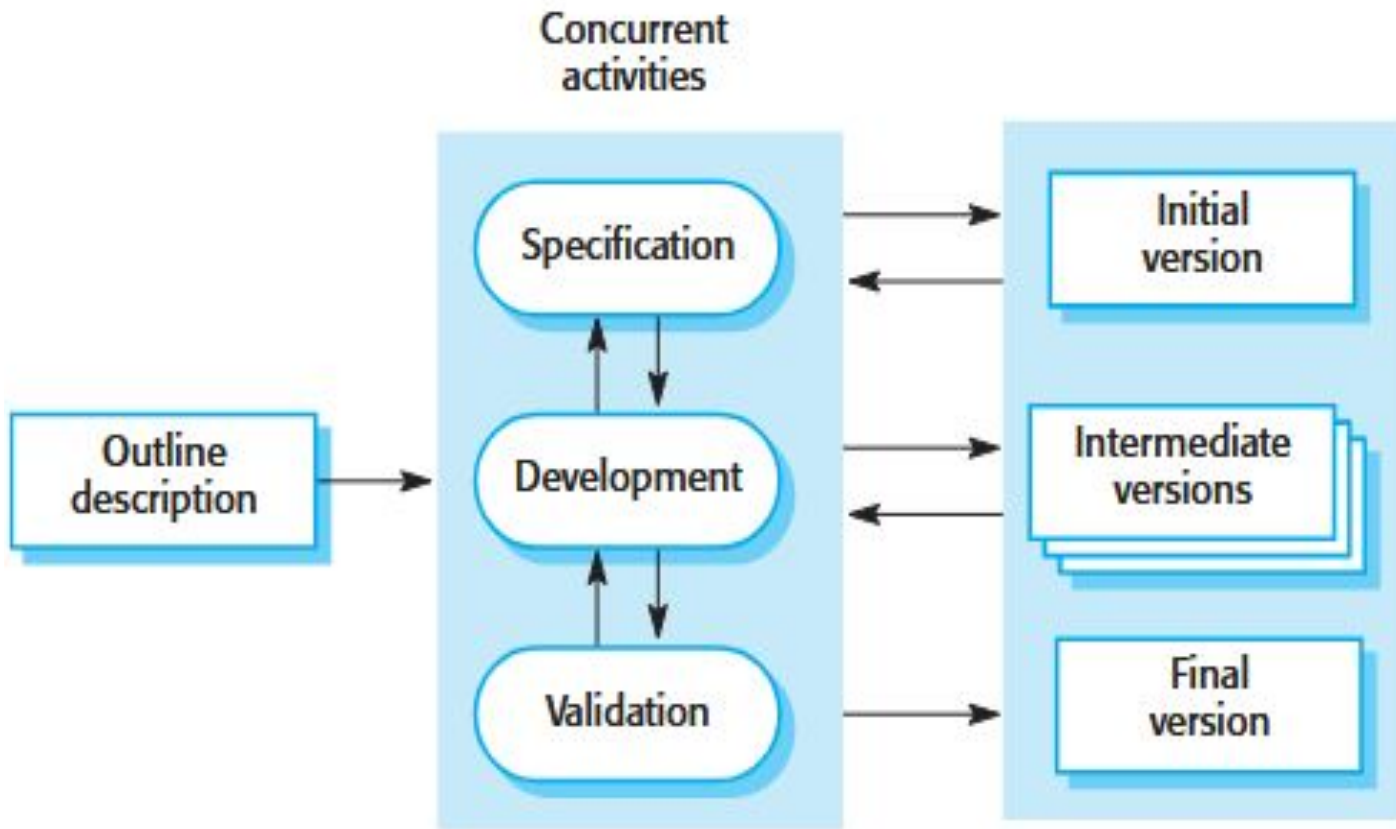 Concurrent
activities
Outline
description
Specification
Development
Validation
Initial
version
Intermediate
versions
Final
version